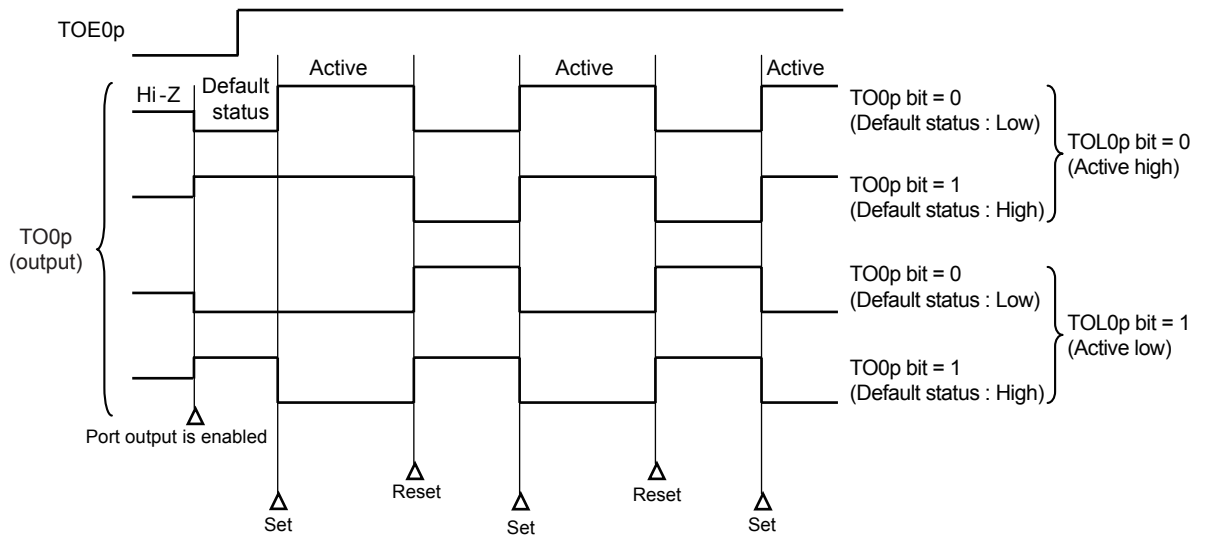 TOE0p
Active
Active
Active
Hi-Z
Default
status
TO0p bit = 0
(Default status : Low)
TOL0p bit = 0
(Active high)
TO0p bit = 1
(Default status : High)
TO0p
(output)
TO0p bit = 0
(Default status : Low)
TOL0p bit = 1
(Active low)
TO0p bit = 1
(Default status : High)
Port output is enabled
Reset
Reset
Set
Set
Set